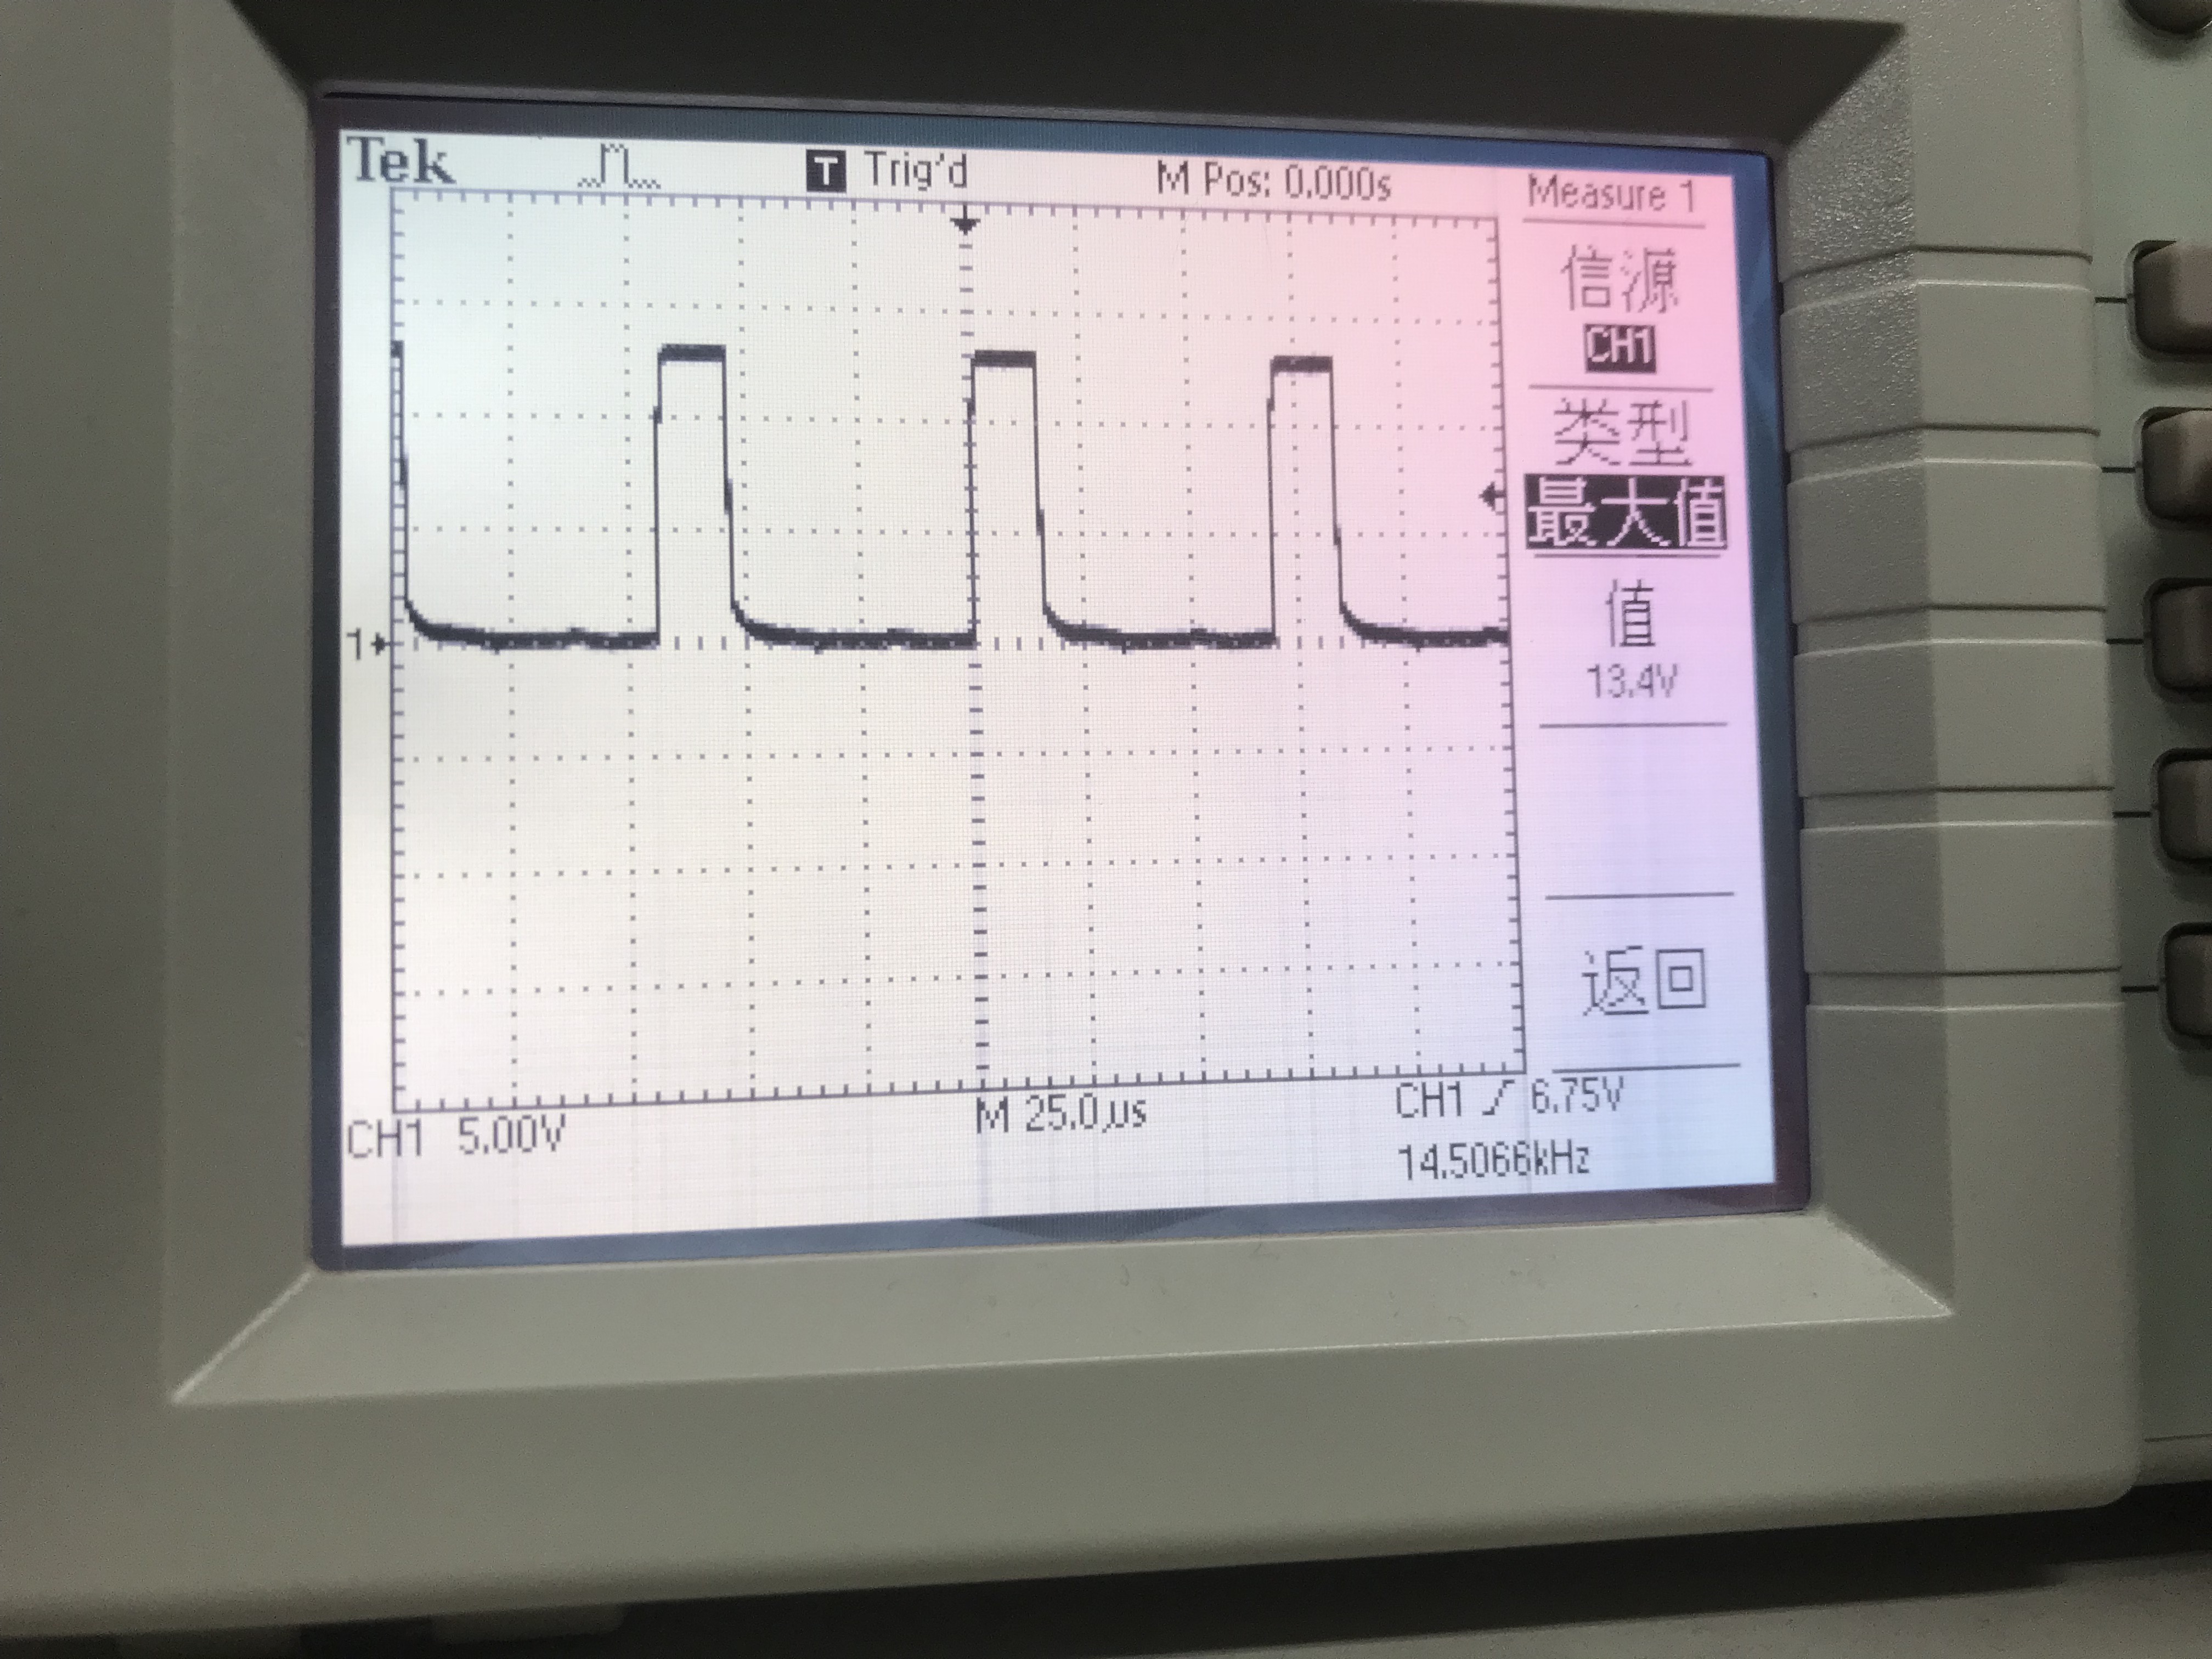 Tek T Trig'd M Pos: 0.000s Measure 1
信源
CH1
类型
最大值
值
13.4V
返回
1
CH1 5.00V M 25.0µs CH1 6.75V
14.5066kHz